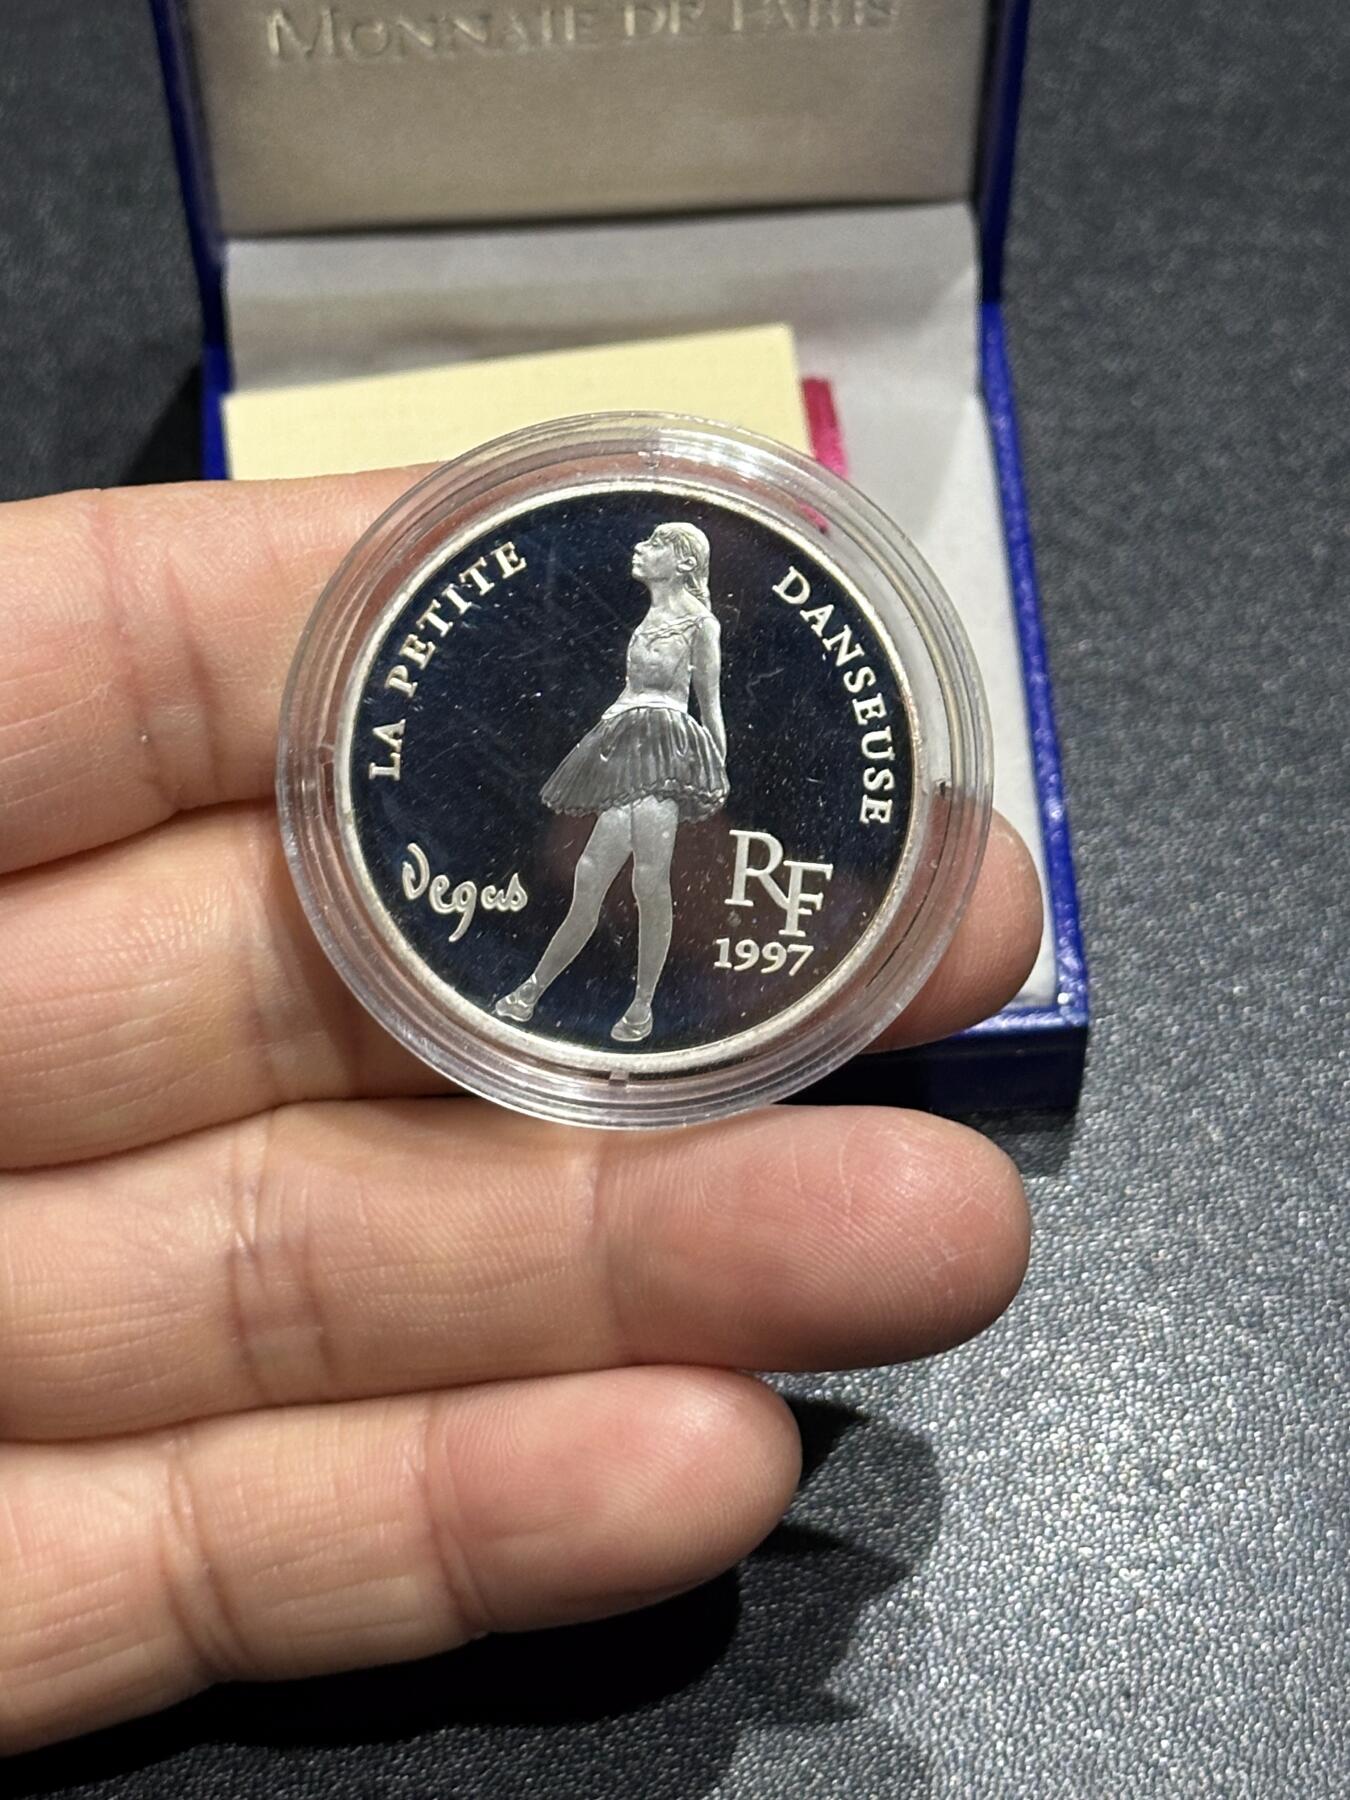 MONNAIE DE PARIS
LA PETITE DANSEUSE
Degas
RF
1997